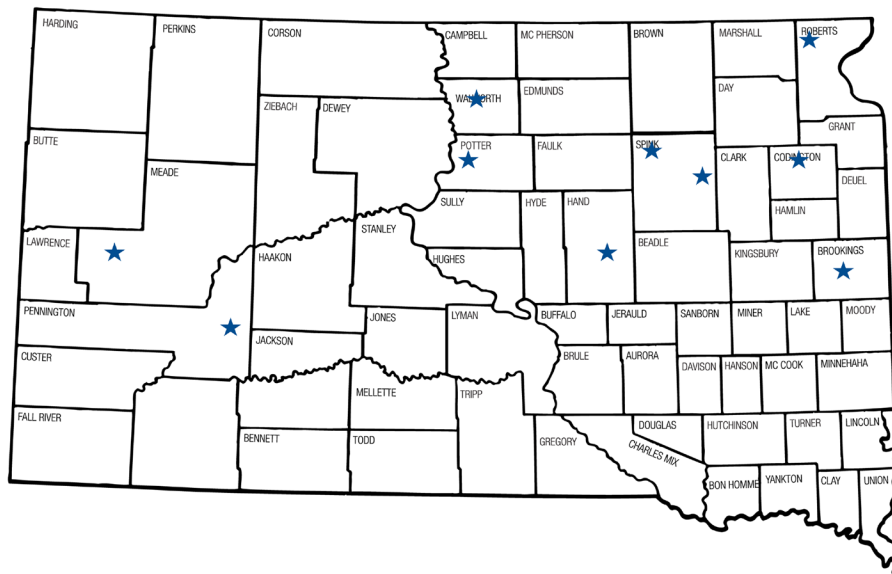 HARDING
PERKINS
CORSON
CAMPBELL
MC PHERSON
BROWN
MARSHALL
ROBERTS
WALWORTH
EDMUNDS
DAY
ZIEBACH
DEWEY
GRANT
BUTTE
POTTER
FAULK
SPINK
CLARK
CODINGTON
MEADE
DEUEL
SULLY
HYDE
HAND
HAMLIN
LAWRENCE
STANLEY
BEADLE
HAAKON
HUGHES
KINGSBURY
BROOKINGS
PENNINGTON
JONES
LYMAN
BUFFALO
JERAULD
SANBORN
MINER
LAKE
MOODY
JACKSON
CUSTER
BRULE
AURORA
DAVISON
HANSON
MC COOK
MINNEHAHA
MELLETTE
TRIPP
FALL RIVER
DOUGLAS
HUTCHINSON
TURNER
LINCOLN
BENNETT
TODD
GREGORY
CHARLES MIX
BON HOMME
YANKTON
CLAY
UNION